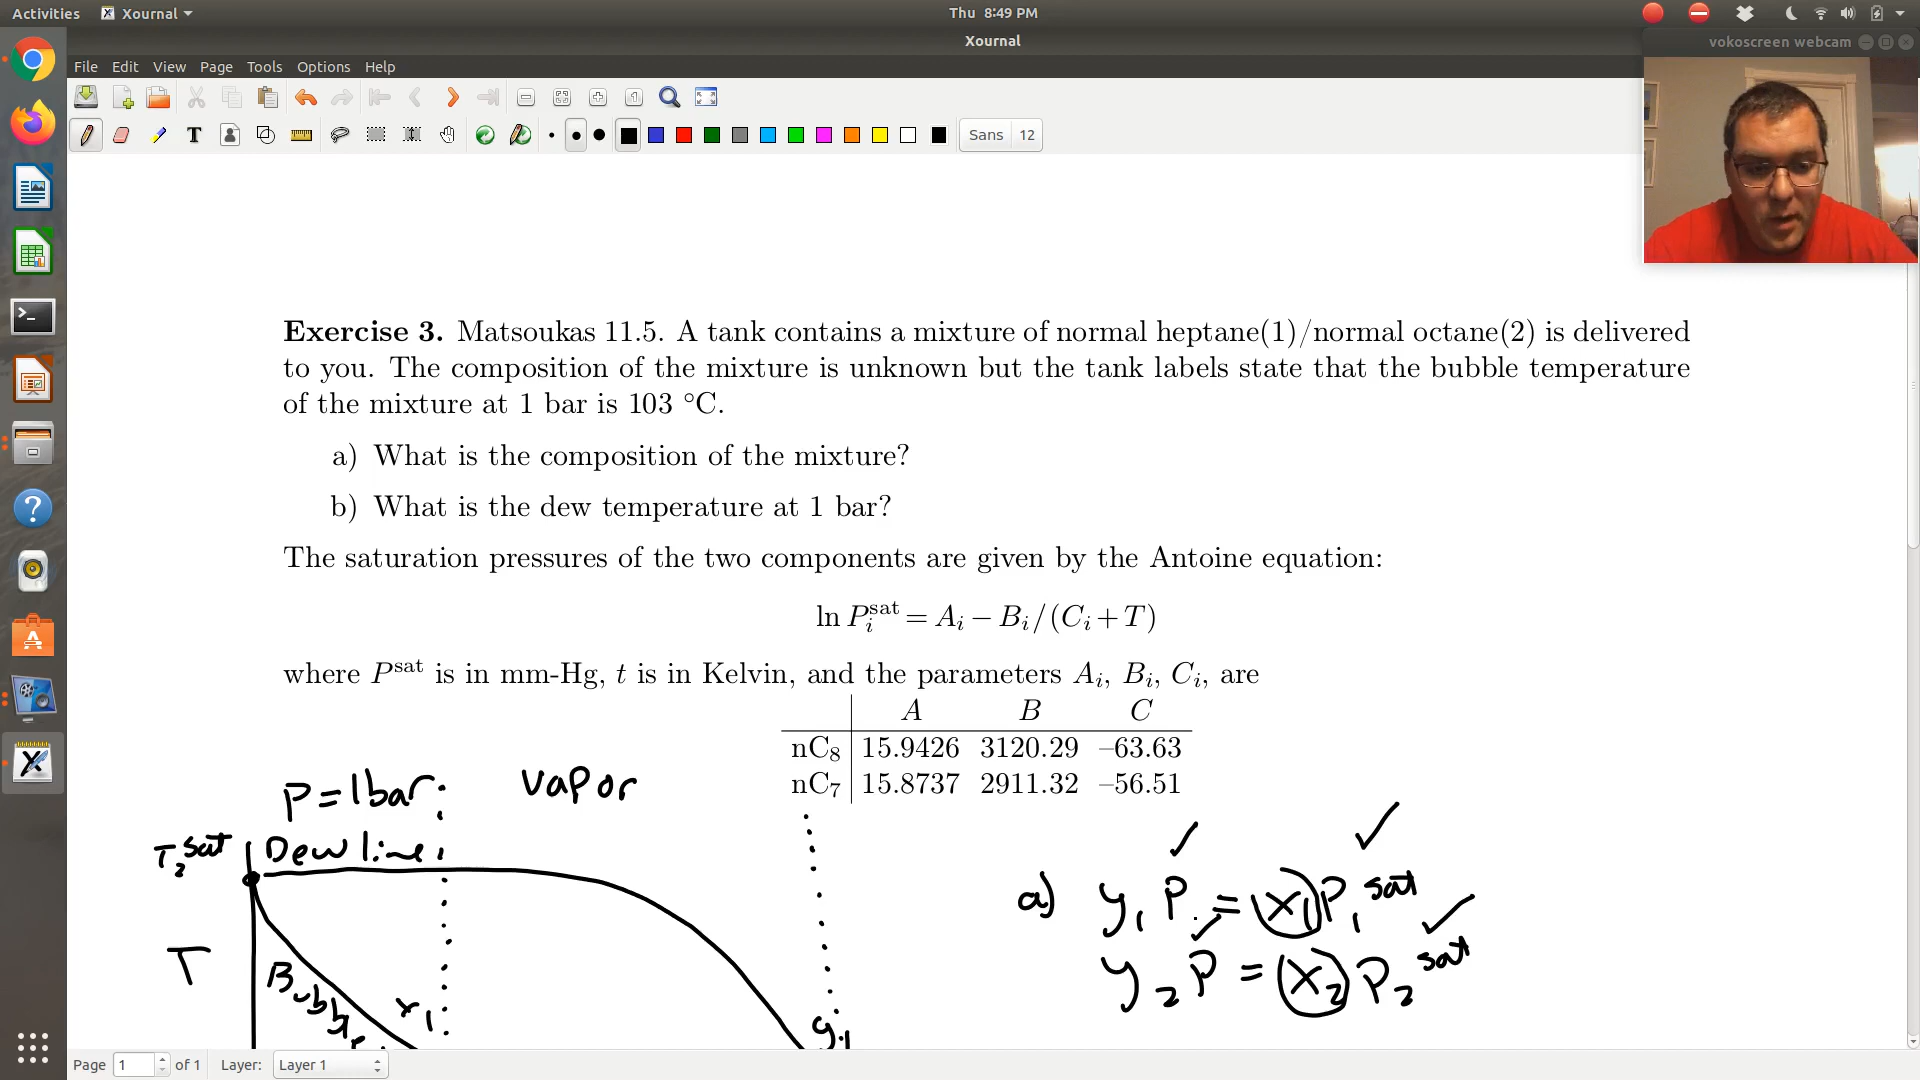 Activities Xournal Thu 8:49 PM
Xournal
vokoscreen webcam
File Edit View Page Tools Options Help
T Sans 12
Exercise 3. Matsoukas 11.5. A tank contains a mixture of normal heptane(1)/normal octane(2) is delivered
to you. The composition of the mixture is unknown but the tank labels state that the bubble temperature
of the mixture at 1 bar is 103 °C.
a) What is the composition of the mixture?
b) What is the dew temperature at 1 bar?
The saturation pressures of the two components are given by the Antoine equation:
ln P_i^sat = A_i − B_i/(C_i + T)
where P^sat is in mm-Hg, t is in Kelvin, and the parameters A_i, B_i, C_i, are
A B C
nC₈ 15.9426 3120.29 –63.63
nC₇ 15.8737 2911.32 –56.51
P = 1bar
vapor
T₂^sat Dew line
T
x₁
y₁
a) y₁ P = x₁ P₁^sat
y₂ P = x₂ P₂^sat
Page 1 of 1 Layer: Layer 1